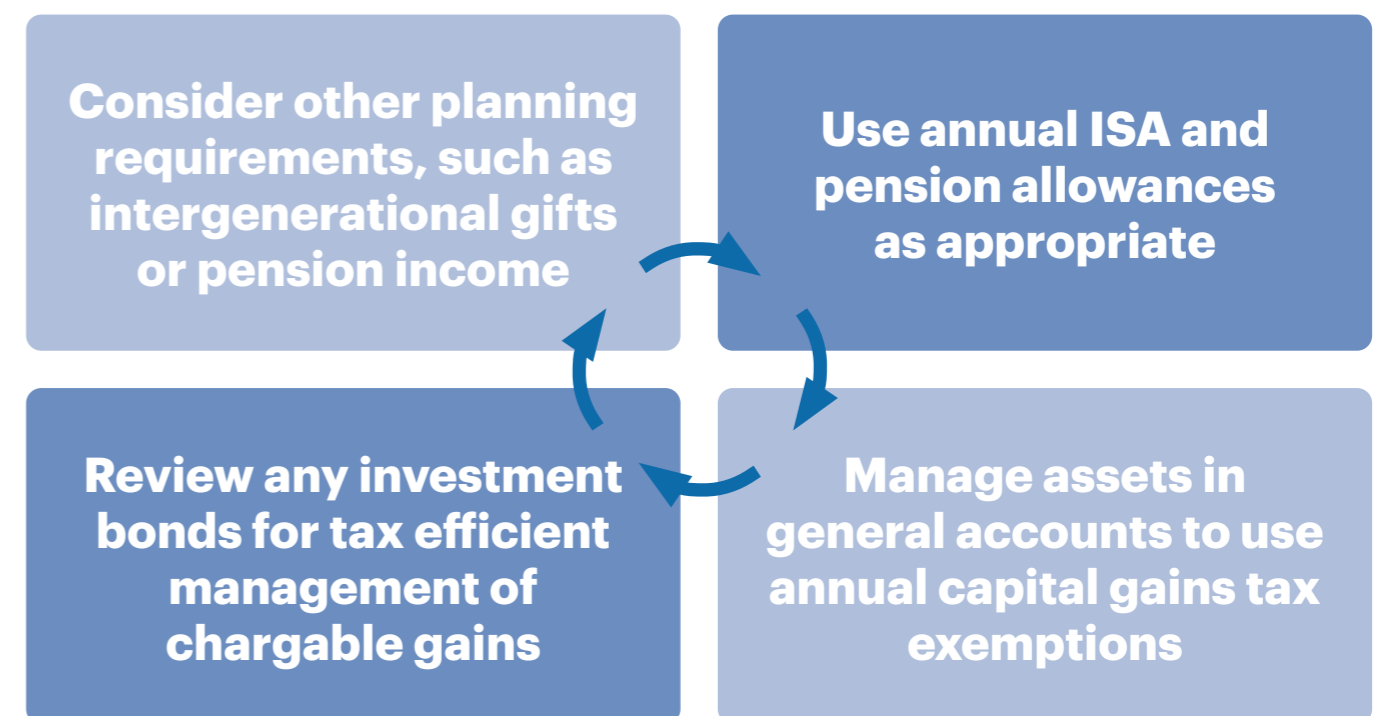 Consider other planning
requirements, such as
intergenerational gifts
or pension income
Use annual ISA and
pension allowances
as appropriate
Review any investment
bonds for tax efficient
management of
chargable gains
Manage assets in
general accounts to use
annual capital gains tax
exemptions